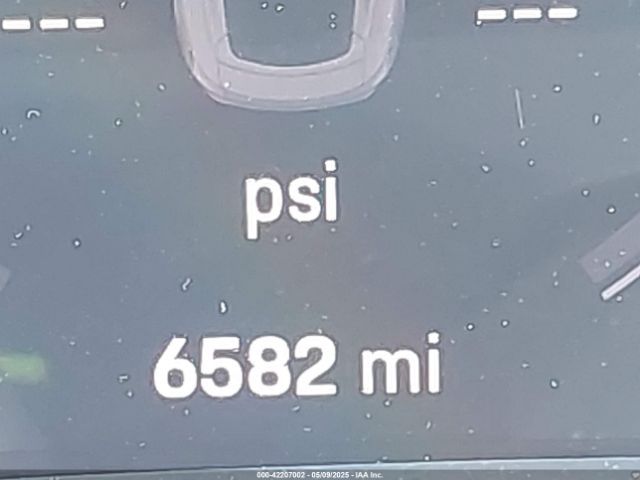 --- ---
psi
6582 mi
000-42207002 - 05/09/2025 - IAA Inc.